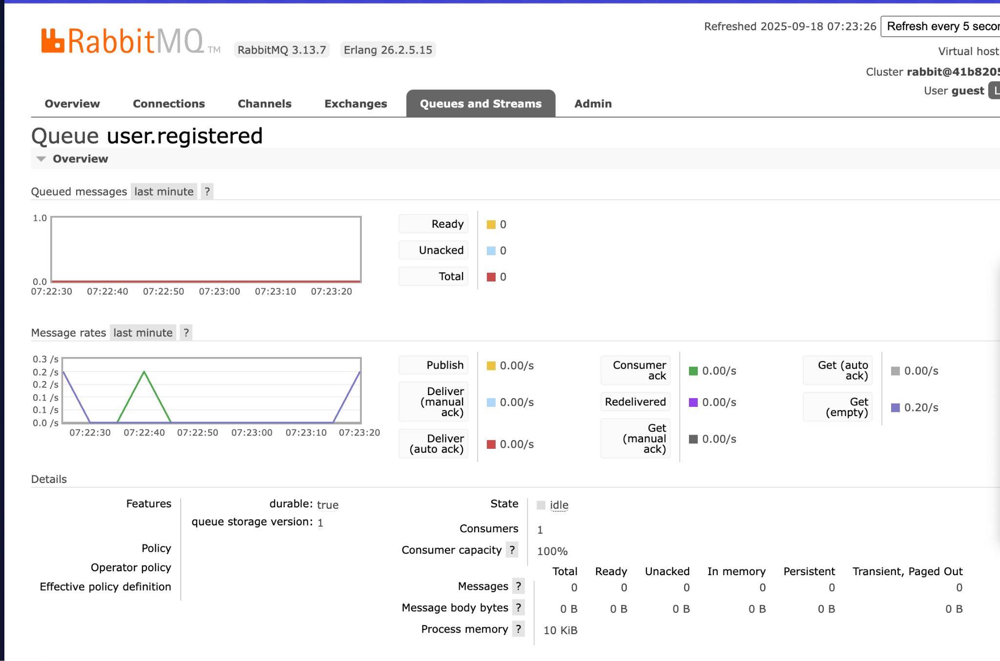 Refreshed 2025-09-18 07:23:26 Refresh every 5 secon
RabbitMQ TM RabbitMQ 3.13.7 Erlang 26.2.5.15
Virtual host
Cluster rabbit@41b8205
User guest L
Overview Connections Channels Exchanges Queues and Streams Admin
Queue user.registered
Overview
Queued messages last minute ?
1.0
0.0
07:22:30 07:22:40 07:22:50 07:23:00 07:23:10 07:23:20
Ready 0
Unacked 0
Total 0
Message rates last minute ?
0.3 /s
0.2 /s
0.2 /s
0.1 /s
0.1 /s
0.0 /s
07:22:30 07:22:40 07:22:50 07:23:00 07:23:10 07:23:20
Publish 0.00/s
Deliver
(manual
ack) 0.00/s
Deliver
(auto ack) 0.00/s
Consumer
ack 0.00/s
Redelivered 0.00/s
Get
(manual
ack) 0.00/s
Get (auto
ack) 0.00/s
Get
(empty) 0.20/s
Details
Features durable: true
queue storage version: 1
Policy
Operator policy
Effective policy definition
State idle
Consumers 1
Consumer capacity ? 100%
Total Ready Unacked In memory Persistent Transient, Paged Out
Messages ? 0 0 0 0 0 0
Message body bytes ? 0 B 0 B 0 B 0 B 0 B 0 B
Process memory ? 10 KiB